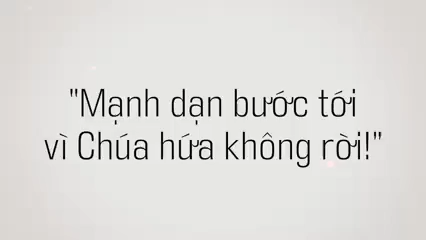 "Mạnh dạn bước tới
vì Chúa hứa không rời!"